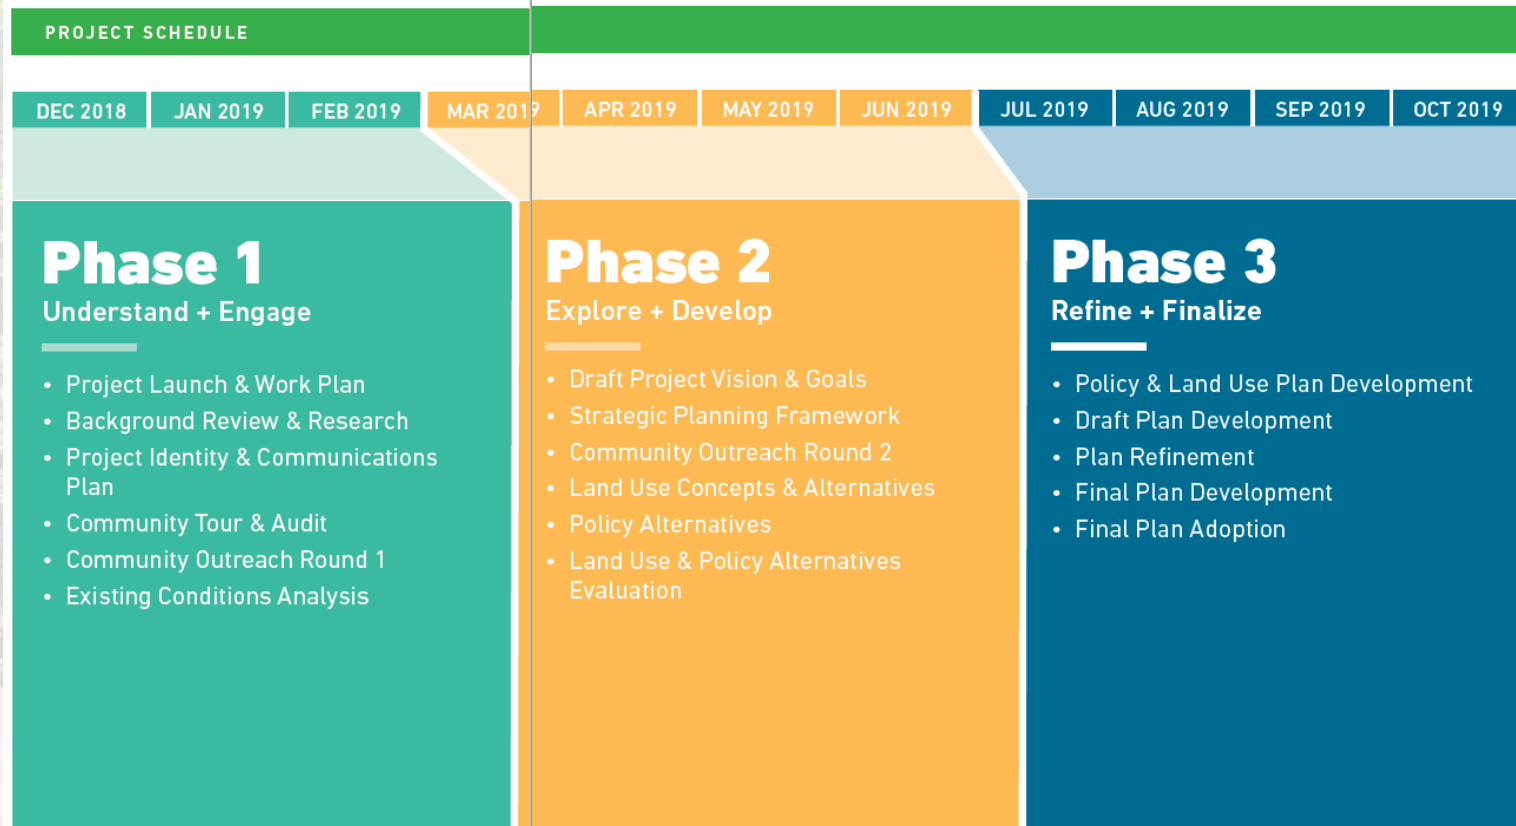 PROJECT SCHEDULE
DEC 2018 JAN 2019 FEB 2019 MAR 2019 APR 2019 MAY 2019 JUN 2019 JUL 2019 AUG 2019 SEP 2019 OCT 2019
Phase 1
Understand + Engage
• Project Launch & Work Plan
• Background Review & Research
• Project Identity & Communications
Plan
• Community Tour & Audit
• Community Outreach Round 1
• Existing Conditions Analysis
Phase 2
Explore + Develop
• Draft Project Vision & Goals
• Strategic Planning Framework
• Community Outreach Round 2
• Land Use Concepts & Alternatives
• Policy Alternatives
• Land Use & Policy Alternatives
Evaluation
Phase 3
Refine + Finalize
• Policy & Land Use Plan Development
• Draft Plan Development
• Plan Refinement
• Final Plan Development
• Final Plan Adoption